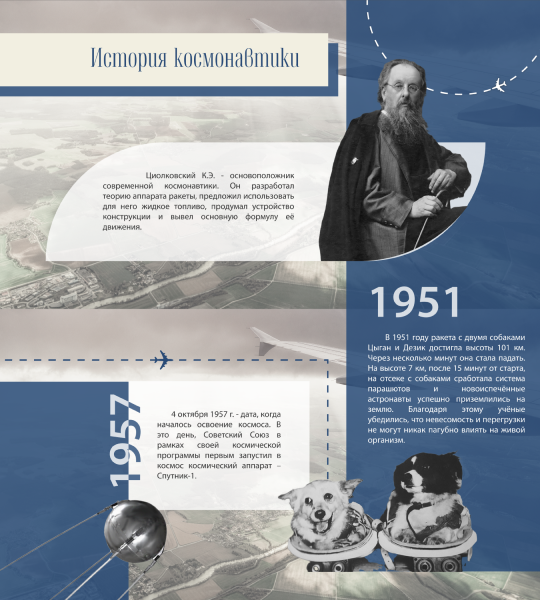 История космонавтики
Циолковский К.Э. - основоположник
современной космонавтики. Он разработал
теорию аппарата ракеты, предложил использовать
для него жидкое топливо, продумал устройство
конструкции и вывел основную формулу её
движения.
1951
В 1951 году ракета с двумя собаками
Цыган и Дезик достигла высоты 101 км.
Через несколько минут она стала падать.
На высоте 7 км, после 15 минут от старта,
на отсеке с собаками сработала система
парашютов и новоиспечённые
астронавты успешно приземлились на
землю. Благодаря этому учёные
убедились, что невесомость и перегрузки
не могут никак пагубно влиять на живой
организм.
1957
4 октября 1957 г. - дата, когда
началось освоение космоса. В
это день, Советский Союз в
рамках своей космической
программы первым запустил в
космос космический аппарат –
Спутник-1.